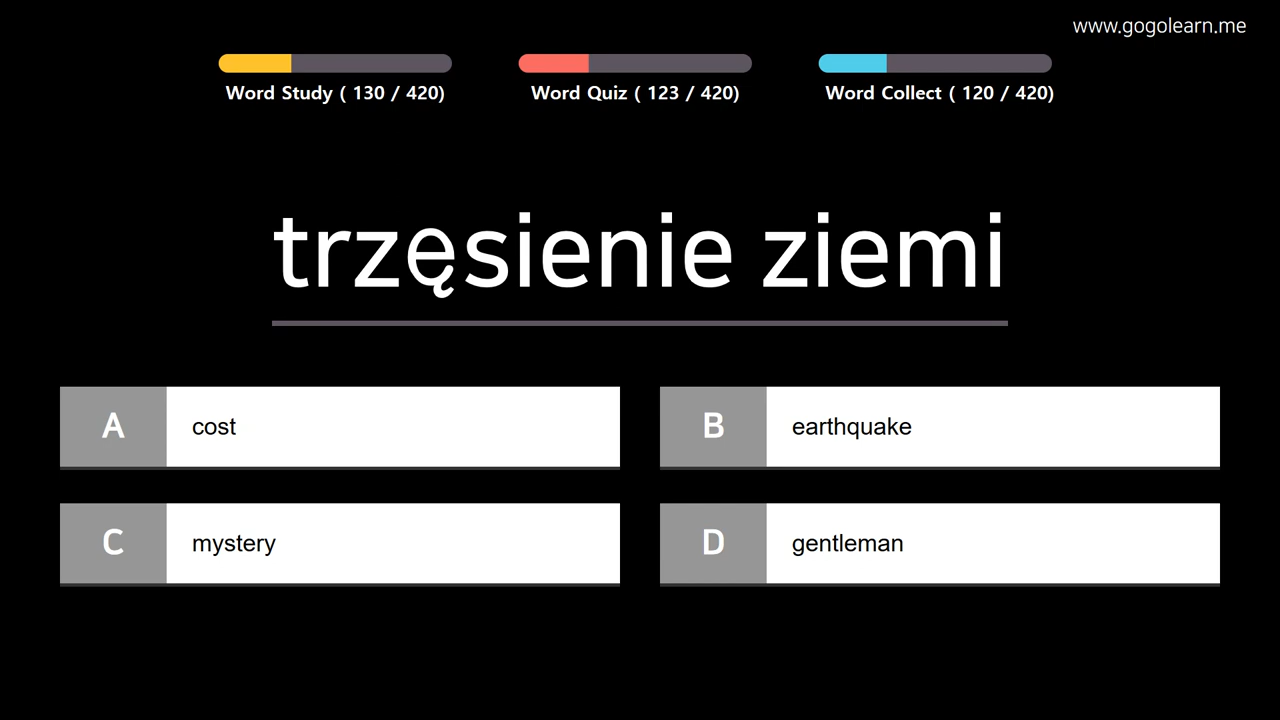 www.gogolearn.me
Word Study ( 130 / 420)
Word Quiz ( 123 / 420)
Word Collect ( 120 / 420)
trzęsienie ziemi
A
cost
B
earthquake
C
mystery
D
gentleman